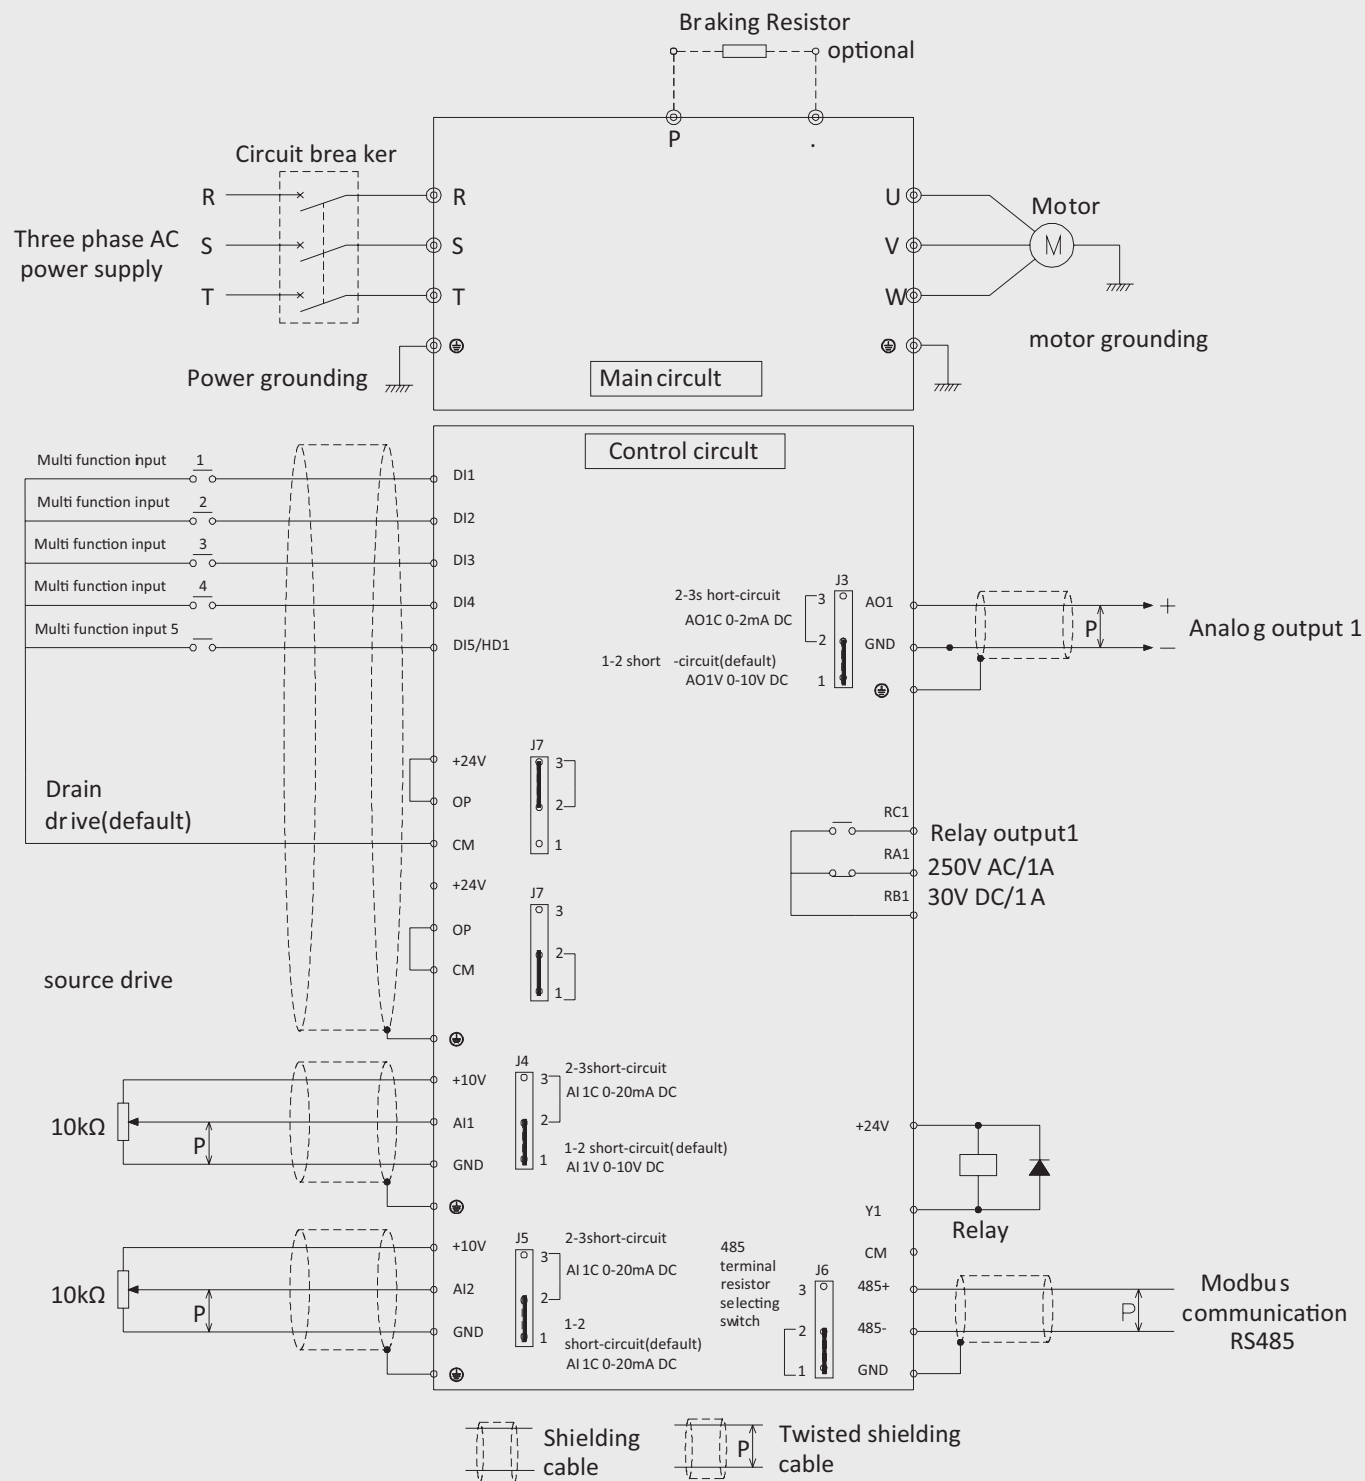 Braking Resistor
optional
P
.
Circuit brea ker
R
R
U
Motor
Three phase AC
power supply
S
S
V
M
T
T
W
Power grounding
motor grounding
Main circult
Control circult
Multi function input 1
DI1
Multi function input 2
DI2
Multi function input 3
DI3
Multi function input 4
DI4
Multi function input 5
DI5/HD1
J3
2-3s hort-circuit
AO1C 0-2mA DC
3
2
1-2 short -circuit(default)
AO1V 0-10V DC
1
AO1
GND
P
+
−
Analog output 1
+24V
OP
CM
J7
3
2
1
Drain
drive(default)
+24V
OP
CM
J7
3
2
1
source drive
RC1
RA1
RB1
Relay output1
250V AC/1A
30V DC/1A
10kΩ
P
+10V
AI1
GND
J4
3
2
1
2-3short-circuit
AI 1C 0-20mA DC
1-2 short-circuit(default)
AI 1V 0-10V DC
+24V
Y1
CM
Relay
10kΩ
P
+10V
AI2
GND
J5
3
2
1
2-3short-circuit
AI 1C 0-20mA DC
1-2
short-circuit(default)
AI 1C 0-20mA DC
485
terminal
resistor
selecting
switch
J6
3
2
1
485+
485-
GND
P
Modbus
communication
RS485
Shielding
cable
P
Twisted shielding
cable